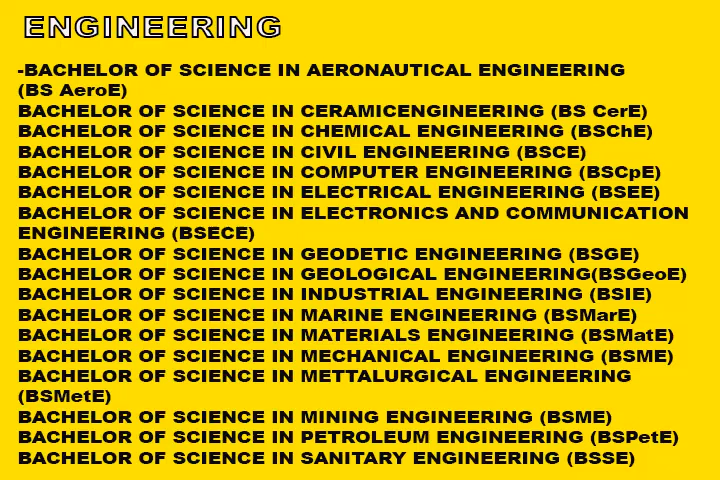 ENGINEERING
-BACHELOR OF SCIENCE IN AERONAUTICAL ENGINEERING
(BS AeroE)
BACHELOR OF SCIENCE IN CERAMICENGINEERING (BS CerE)
BACHELOR OF SCIENCE IN CHEMICAL ENGINEERING (BSChE)
BACHELOR OF SCIENCE IN CIVIL ENGINEERING (BSCE)
BACHELOR OF SCIENCE IN COMPUTER ENGINEERING (BSCpE)
BACHELOR OF SCIENCE IN ELECTRICAL ENGINEERING (BSEE)
BACHELOR OF SCIENCE IN ELECTRONICS AND COMMUNICATION
ENGINEERING (BSECE)
BACHELOR OF SCIENCE IN GEODETIC ENGINEERING (BSGE)
BACHELOR OF SCIENCE IN GEOLOGICAL ENGINEERING(BSGeoE)
BACHELOR OF SCIENCE IN INDUSTRIAL ENGINEERING (BSIE)
BACHELOR OF SCIENCE IN MARINE ENGINEERING (BSMarE)
BACHELOR OF SCIENCE IN MATERIALS ENGINEERING (BSMatE)
BACHELOR OF SCIENCE IN MECHANICAL ENGINEERING (BSME)
BACHELOR OF SCIENCE IN METTALURGICAL ENGINEERING
(BSMetE)
BACHELOR OF SCIENCE IN MINING ENGINEERING (BSME)
BACHELOR OF SCIENCE IN PETROLEUM ENGINEERING (BSPetE)
BACHELOR OF SCIENCE IN SANITARY ENGINEERING (BSSE)